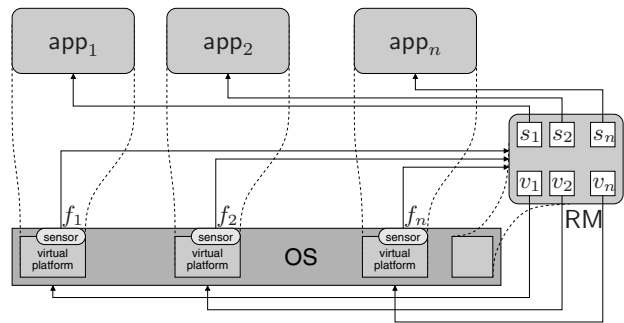 app₁ app₂ appₙ
s₁ s₂ sₙ
v₁ v₂ vₙ
RM
f₁ f₂ fₙ
sensor sensor sensor
virtual platform virtual platform OS virtual platform